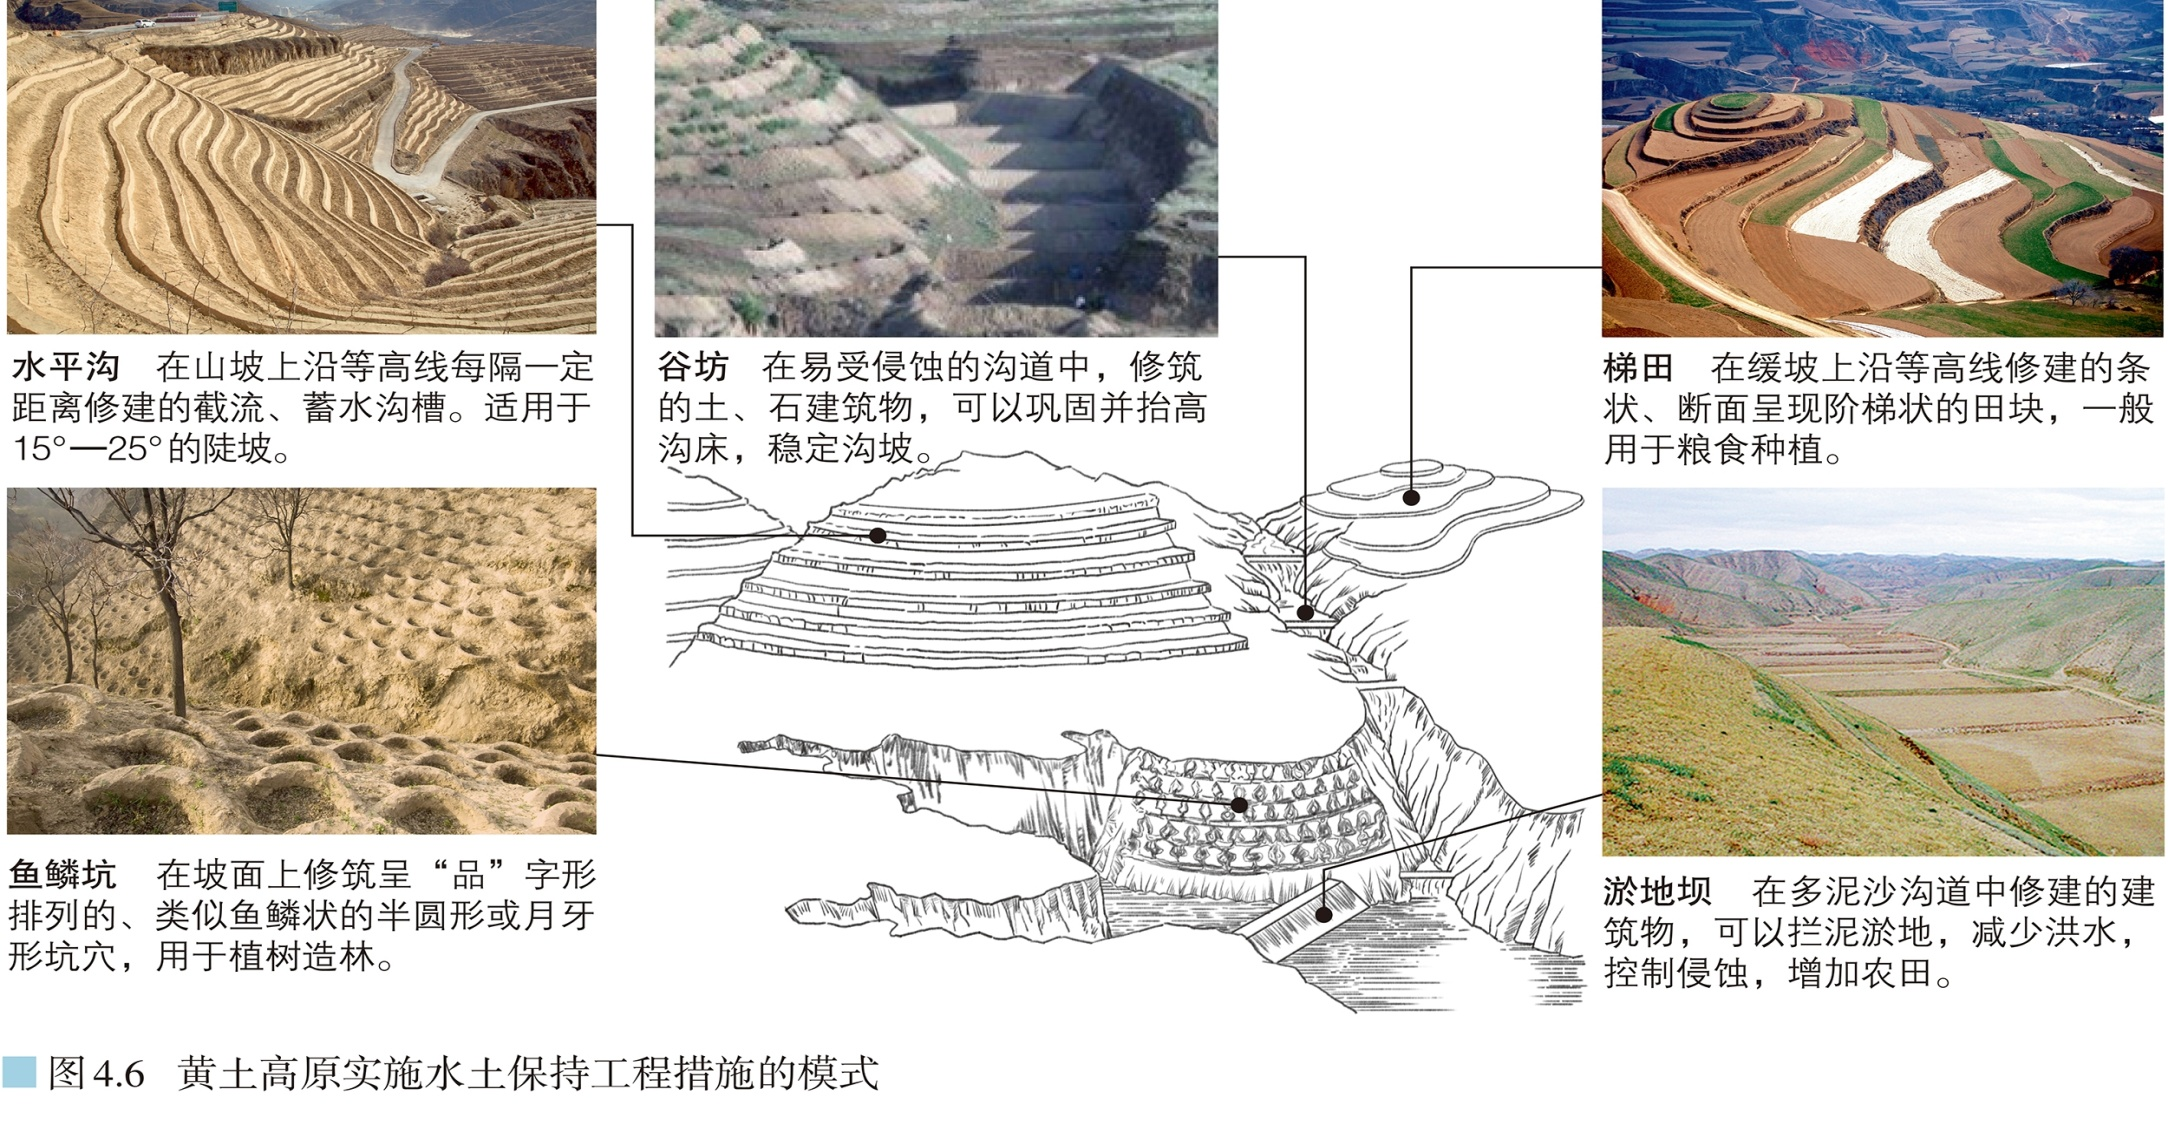 水平沟 在山坡上沿等高线每隔一定
距离修建的截流、蓄水沟槽。适用于
15°—25°的陡坡。
谷坊 在易受侵蚀的沟道中，修筑
的土、石建筑物，可以巩固并抬高
沟床，稳定沟坡。
梯田 在缓坡上沿等高线修建的条
状、断面呈现阶梯状的田块，一般
用于粮食种植。
鱼鳞坑 在坡面上修筑呈“品”字形
排列的、类似鱼鳞状的半圆形或月牙
形坑穴，用于植树造林。
淤地坝 在多泥沙沟道中修建的建
筑物，可以拦泥淤地，减少洪水，
控制侵蚀，增加农田。
图4.6 黄土高原实施水土保持工程措施的模式